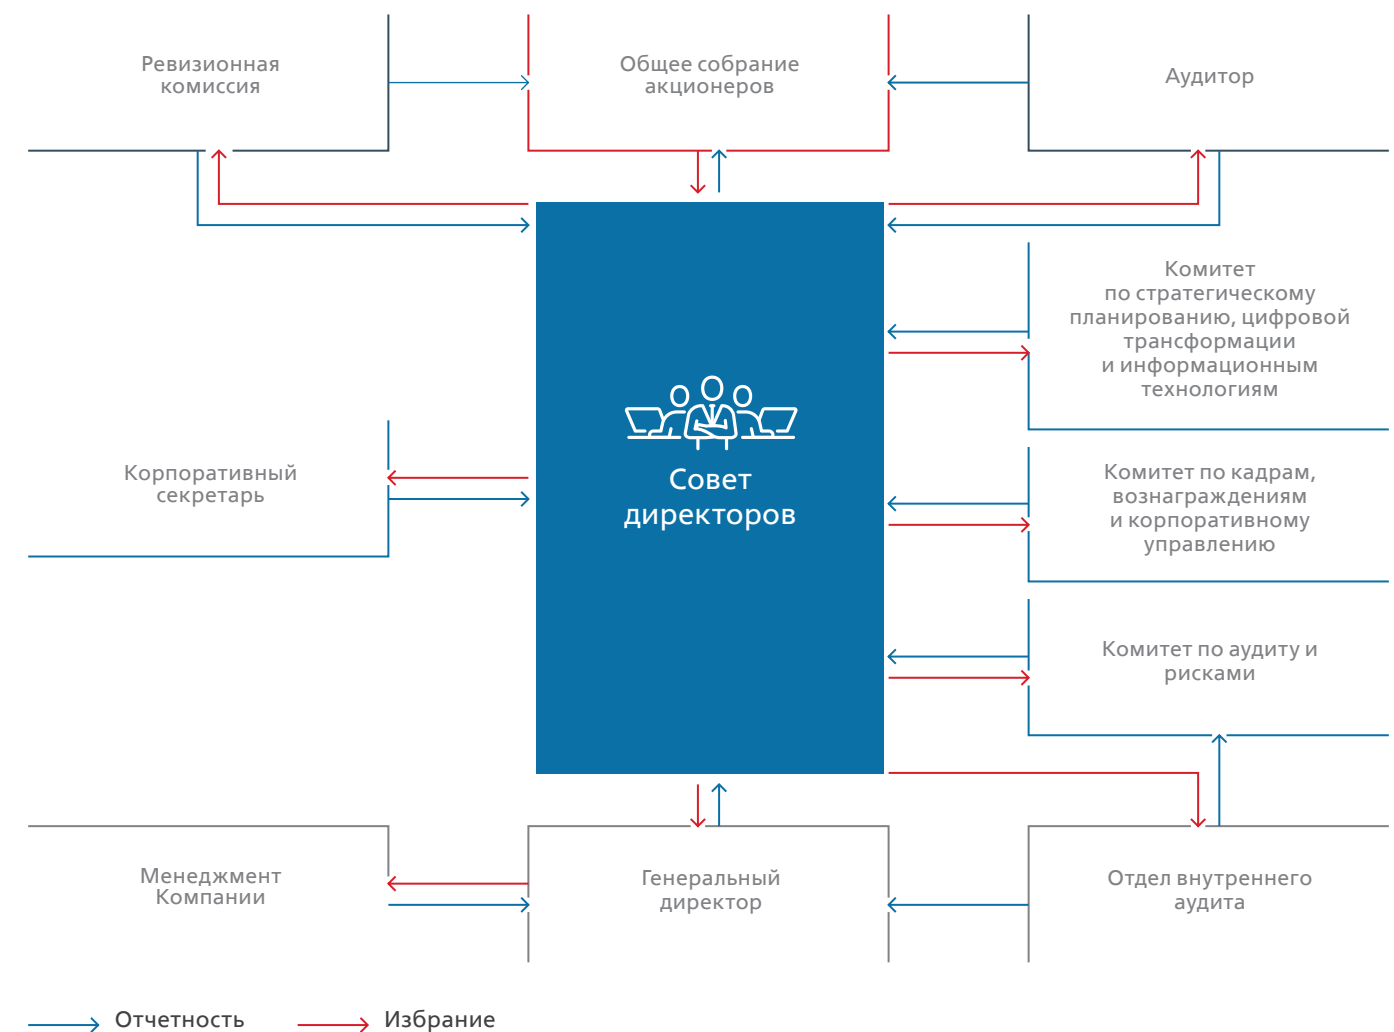 Ревизионная
комиссия
Общее собрание
акционеров
Аудитор
Комитет
по стратегическому
планированию, цифровой
трансформации
и информационным
технологиям
Корпоративный
секретарь
Совет
директоров
Комитет по кадрам,
вознаграждениям
и корпоративному
управлению
Комитет по аудиту и
рисками
Менеджмент
Компании
Генеральный
директор
Отдел внутреннего
аудита
Отчетность
Избрание